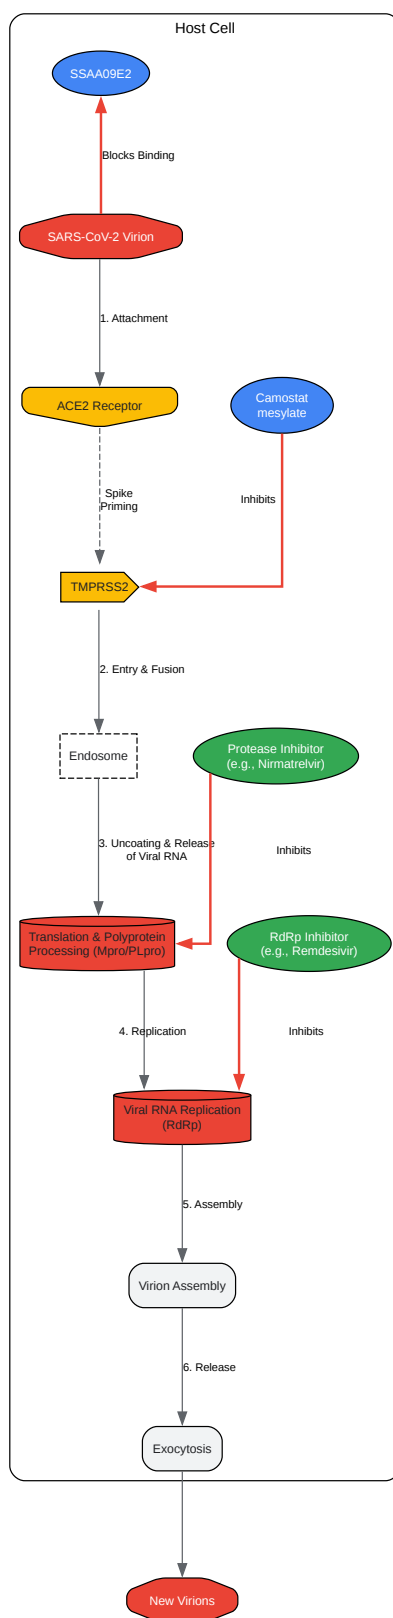 Host Cell
SSAA09E2
Blocks Binding
SARS-CoV-2 Virion
1. Attachment
ACE2 Receptor
Camostat
mesylate
Spike
Priming
Inhibits
TMPRSS2
2. Entry & Fusion
Endosome
Protease Inhibitor
(e.g., Nirmatrelvir)
3. Uncoating & Release
of Viral RNA
Inhibits
Translation & Polyprotein
Processing (Mpro/PLpro)
RdRp Inhibitor
(e.g., Remdesivir)
4. Replication
Inhibits
Viral RNA Replication
(RdRp)
5. Assembly
Virion Assembly
6. Release
Exocytosis
New Virions